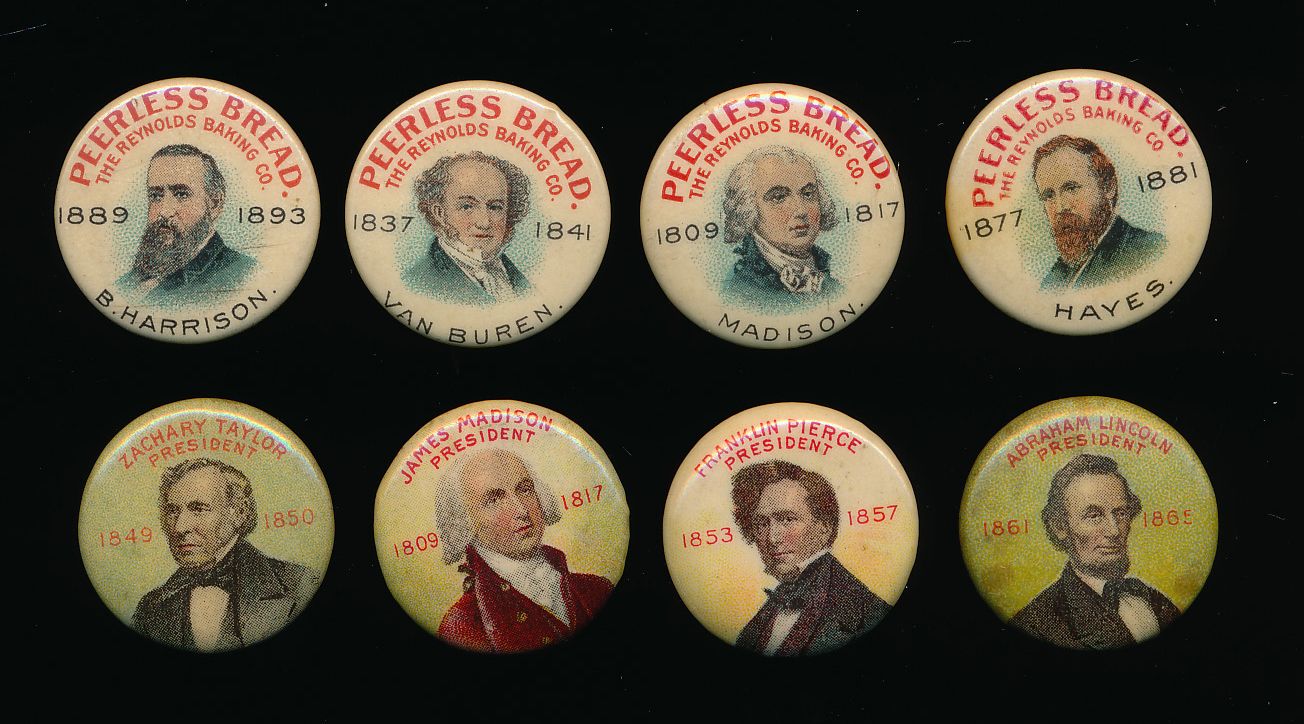 PEERLESS BREAD.
THE REYNOLDS BAKING CO.
1889 1893
B. HARRISON.
PEERLESS BREAD.
THE REYNOLDS BAKING CO.
1837 1841
VAN BUREN.
PEERLESS BREAD.
THE REYNOLDS BAKING CO.
1809 1817
MADISON.
PEERLESS BREAD.
THE REYNOLDS BAKING CO
1877 1881
HAYES.
ZACHARY TAYLOR
PRESIDENT
1849 1850
JAMES MADISON
PRESIDENT
1809 1817
FRANKLIN PIERCE
PRESIDENT
1853 1857
ABRAHAM LINCOLN
PRESIDENT
1861 1865